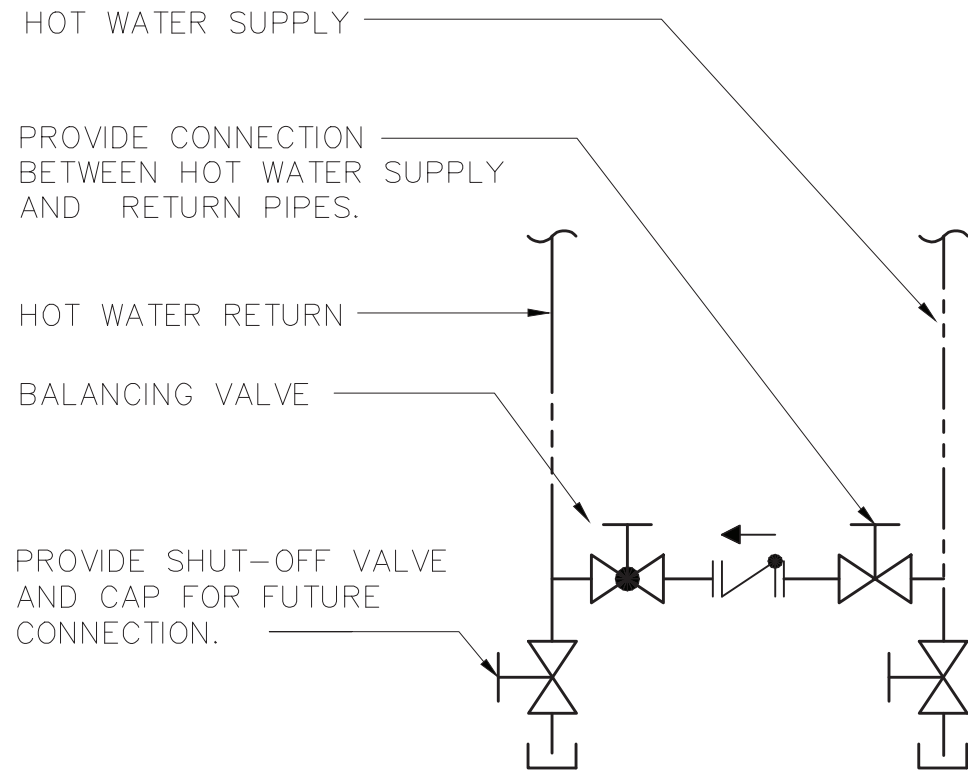 HOT WATER SUPPLY
PROVIDE CONNECTION
BETWEEN HOT WATER SUPPLY
AND RETURN PIPES.
HOT WATER RETURN
BALANCING VALVE
PROVIDE SHUT-OFF VALVE
AND CAP FOR FUTURE
CONNECTION.